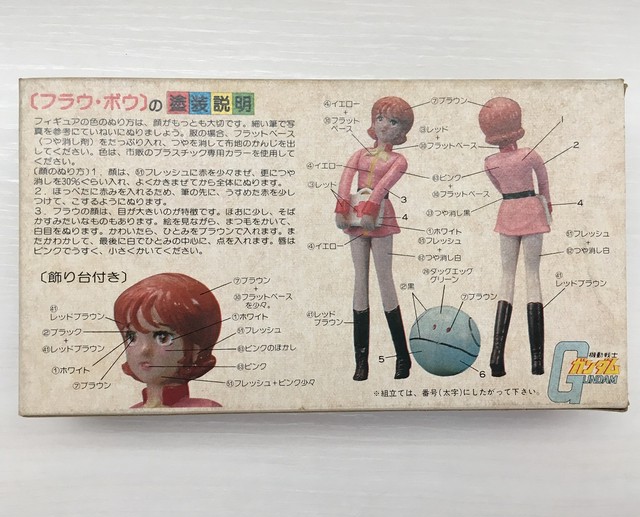 〔フラウ・ボウ〕の塗装説明
フィギュアの色のぬり方は、顔がもっとも大切です。細い筆で写
真を参考にていねいにぬりましょう。服の場合、フラットベース
（つや消し剤）をたっぷり入れ、つやを消して布地のかんじを出
してください。色は、市販のプラスチック専用カラーを使用して
ください。
〔顔のぬり方〕1．顔は、�51フレッシュに赤を少々まぜ、更につや
消しを30%ぐらい入れ、よくかきまぜてから全体にぬります。
2．ほっぺたに赤みを入れるため、筆の先に、うすめた赤を少し
つけて、こするようにぬります。
3．フラウの顔は、目が大きいのが特徴です。ほおに少し、そば
かすみたいなものもあります。絵を見ながら、まつ毛をかいて、
白目をぬります。かわいたら、ひとみをブラウンで入れます。ま
たかわかして、最後に白でひとみの中心に、点を入れます。唇は
ピンクでうすく、小さくかいてください。
〔飾り台付き〕
⑦ブラウン
+
㉚フラットベース
を少々。
①ホワイト
�51フレッシュ
㊿ピンクのぼかし
ピンク
�51フレッシュ+ピンク少々
㊶レッドブラウン
②ブラック
+
㊶レッドブラウン
①ホワイト
⑦ブラウン
④イエロー
+
㉚フラット
ベース
④イエロー
③レッド
④イエロー
レッド
ブラウン
⑦ブラウン
③レッド
+
㉚フラットベース
ピンク
+
㉚フラットベース
つや消し黒
①ホワイト
+
�51フレッシュ
+
つや消し白
ダックエッグ
グリーン
②黒
⑦ブラウン
1
2
3
4
4
3
5
6
�51フレッシュ
+
つや消し白
㊶レッド
ブラウン
機動戦士
ガンダム
GUNDAM
※組立ては、番号(太字)にしたがって下さい。